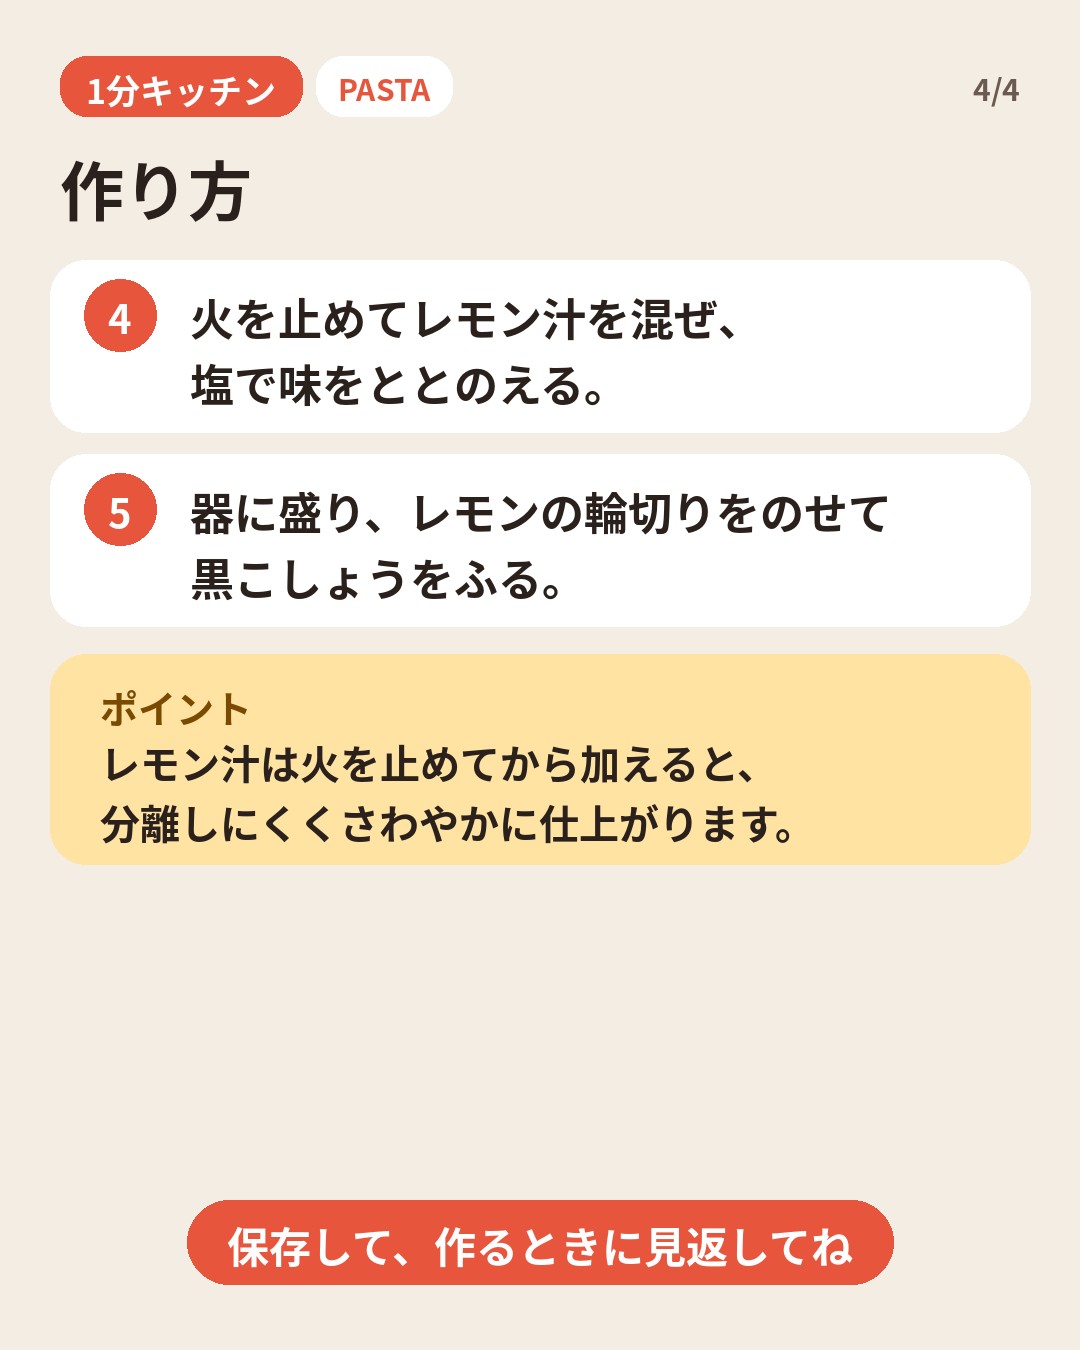 1分キッチン
PASTA
4/4
作り方
4
火を止めてレモン汁を混ぜ、
塩で味をととのえる。
5
器に盛り、レモンの輪切りをのせて
黒こしょうをふる。
ポイント
レモン汁は火を止めてから加えると、
分離しにくくさわやかに仕上がります。
保存して、作るときに見返してね